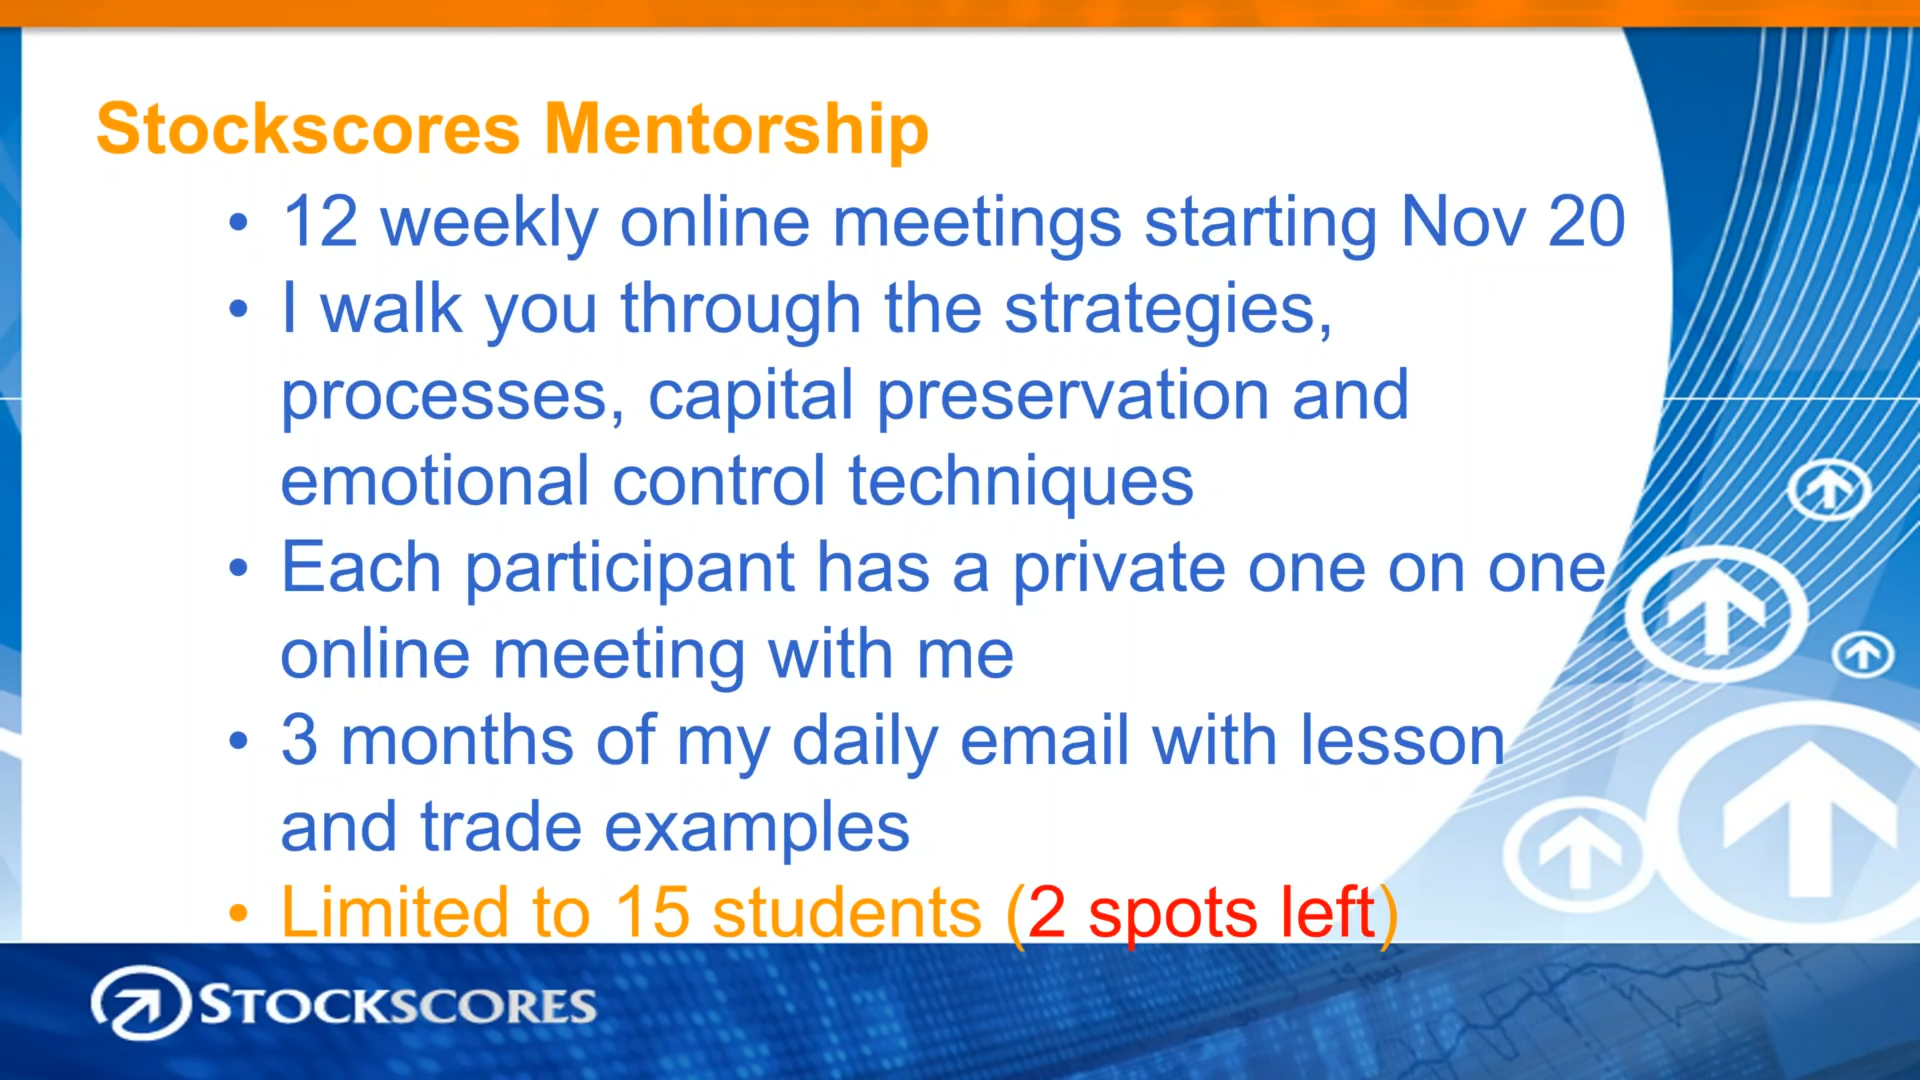 Stockscores Mentorship
• 12 weekly online meetings starting Nov 20
• I walk you through the strategies,
processes, capital preservation and
emotional control techniques
• Each participant has a private one on one
online meeting with me
• 3 months of my daily email with lesson
and trade examples
• Limited to 15 students (2 spots left)
STOCKSCORES